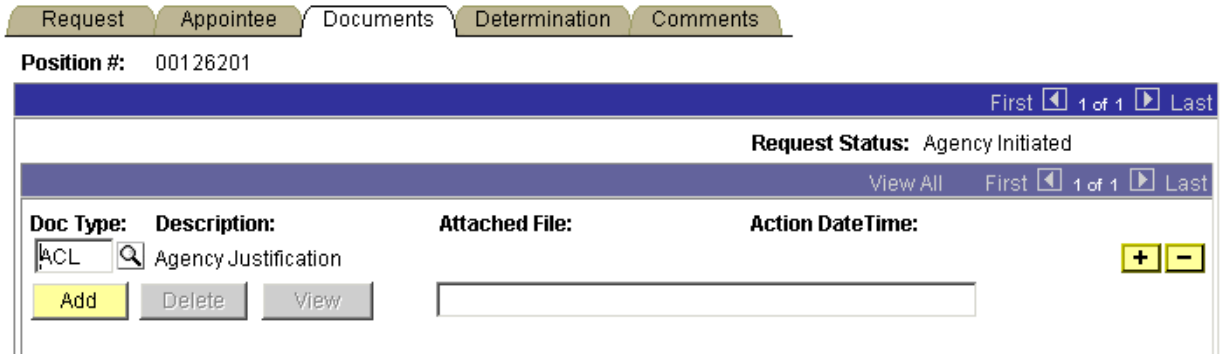 Request Appointee Documents Determination Comments
Position #: 00126201
First 1 of 1 Last
Request Status: Agency Initiated
View All First 1 of 1 Last
Doc Type: Description: Attached File: Action DateTime:
ACL Agency Justification + −
Add Delete View